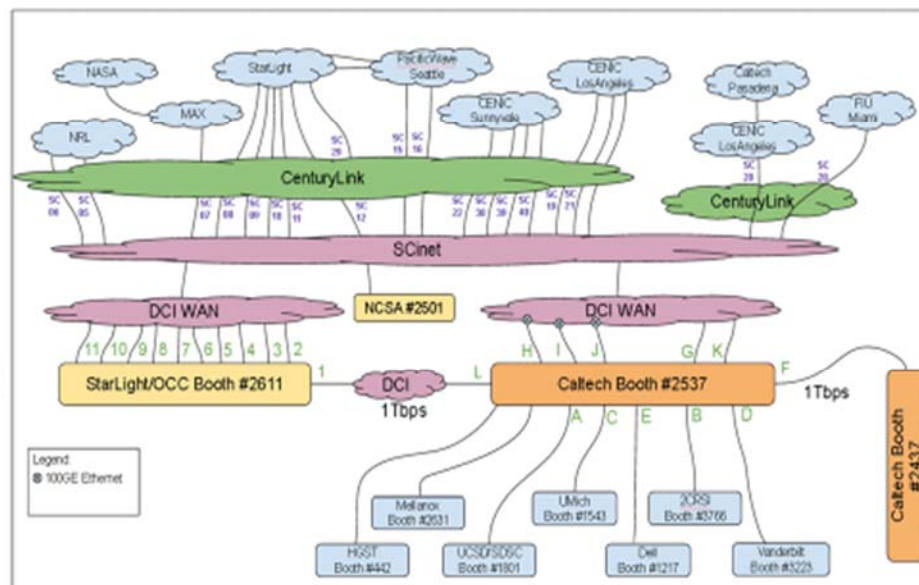 NASA
StarLight
PacificWave
Seattle
CENIC
LosAngeles
Caltech
Pasadena
FIU
Miami
MAX
CENIC
Sunnyvale
NRL
CENIC
LosAngeles
SC
29
SC
15
SC
16
SC
28
CenturyLink
CenturyLink
SC
06
SC
05
SC
07
SC
08
SC
09
SC
10
SC
11
SC
12
SC
22
SC
30
SC
39
SC
40
SC
19
SC
21
SCinet
DCI WAN
NCSA #2501
DCI WAN
11
10
9
8
7
6
5
4
3
2
H
I
J
G
K
StarLight/OCC Booth #2611
1
DCI
1Tbps
L
Caltech Booth #2537
F
1Tbps
Caltech Booth
#2437
A
C
E
B
D
Legend:
100GE Ethernet
Mellanox
Booth #2631
UMich
Booth #1543
2CRSI
Booth #3766
HGST
Booth #442
UCSD/SDSC
Booth #1801
Dell
Booth #1217
Vanderbilt
Booth #3223